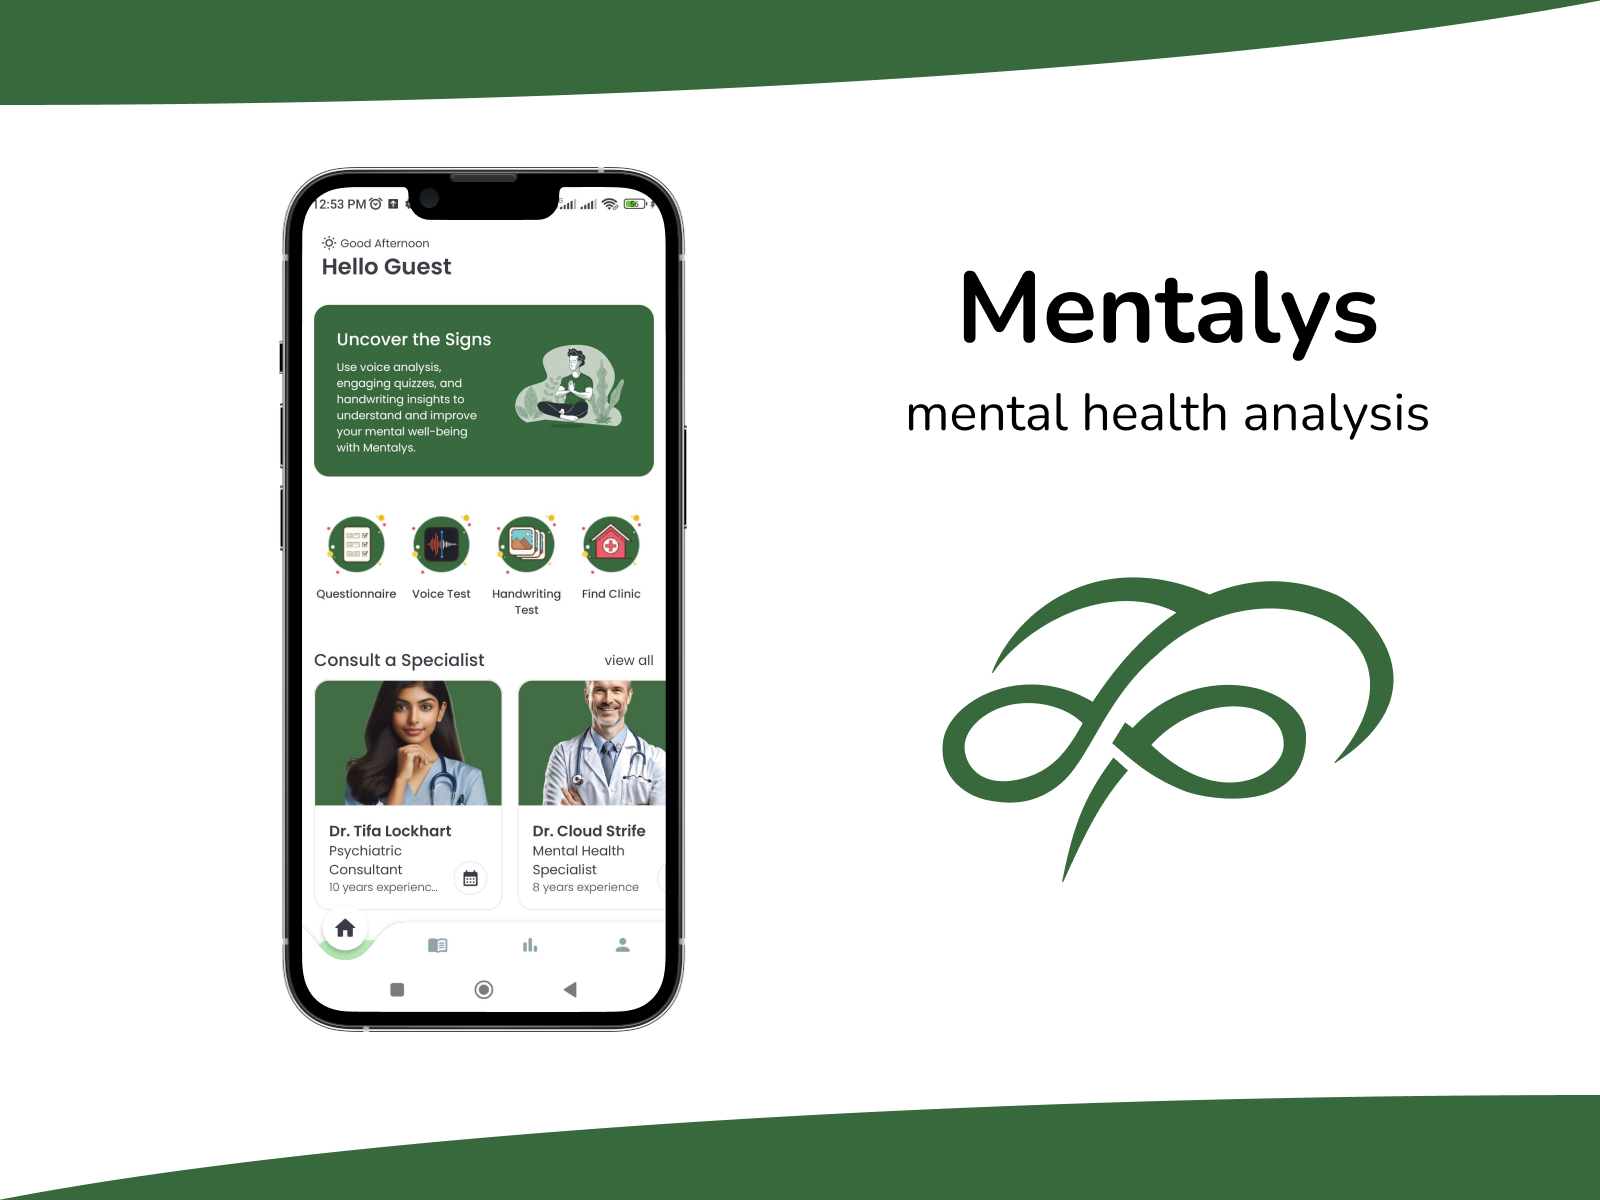 12:53 PM
56
Good Afternoon
Hello Guest
Uncover the Signs
Use voice analysis,
engaging quizzes, and
handwriting insights to
understand and improve
your mental well-being
with Mentalys.
Questionnaire
Voice Test
Handwriting
Test
Find Clinic
Consult a Specialist
view all
Dr. Tifa Lockhart
Psychiatric
Consultant
10 years experienc...
Dr. Cloud Strife
Mental Health
Specialist
8 years experience
Mentalys
mental health analysis